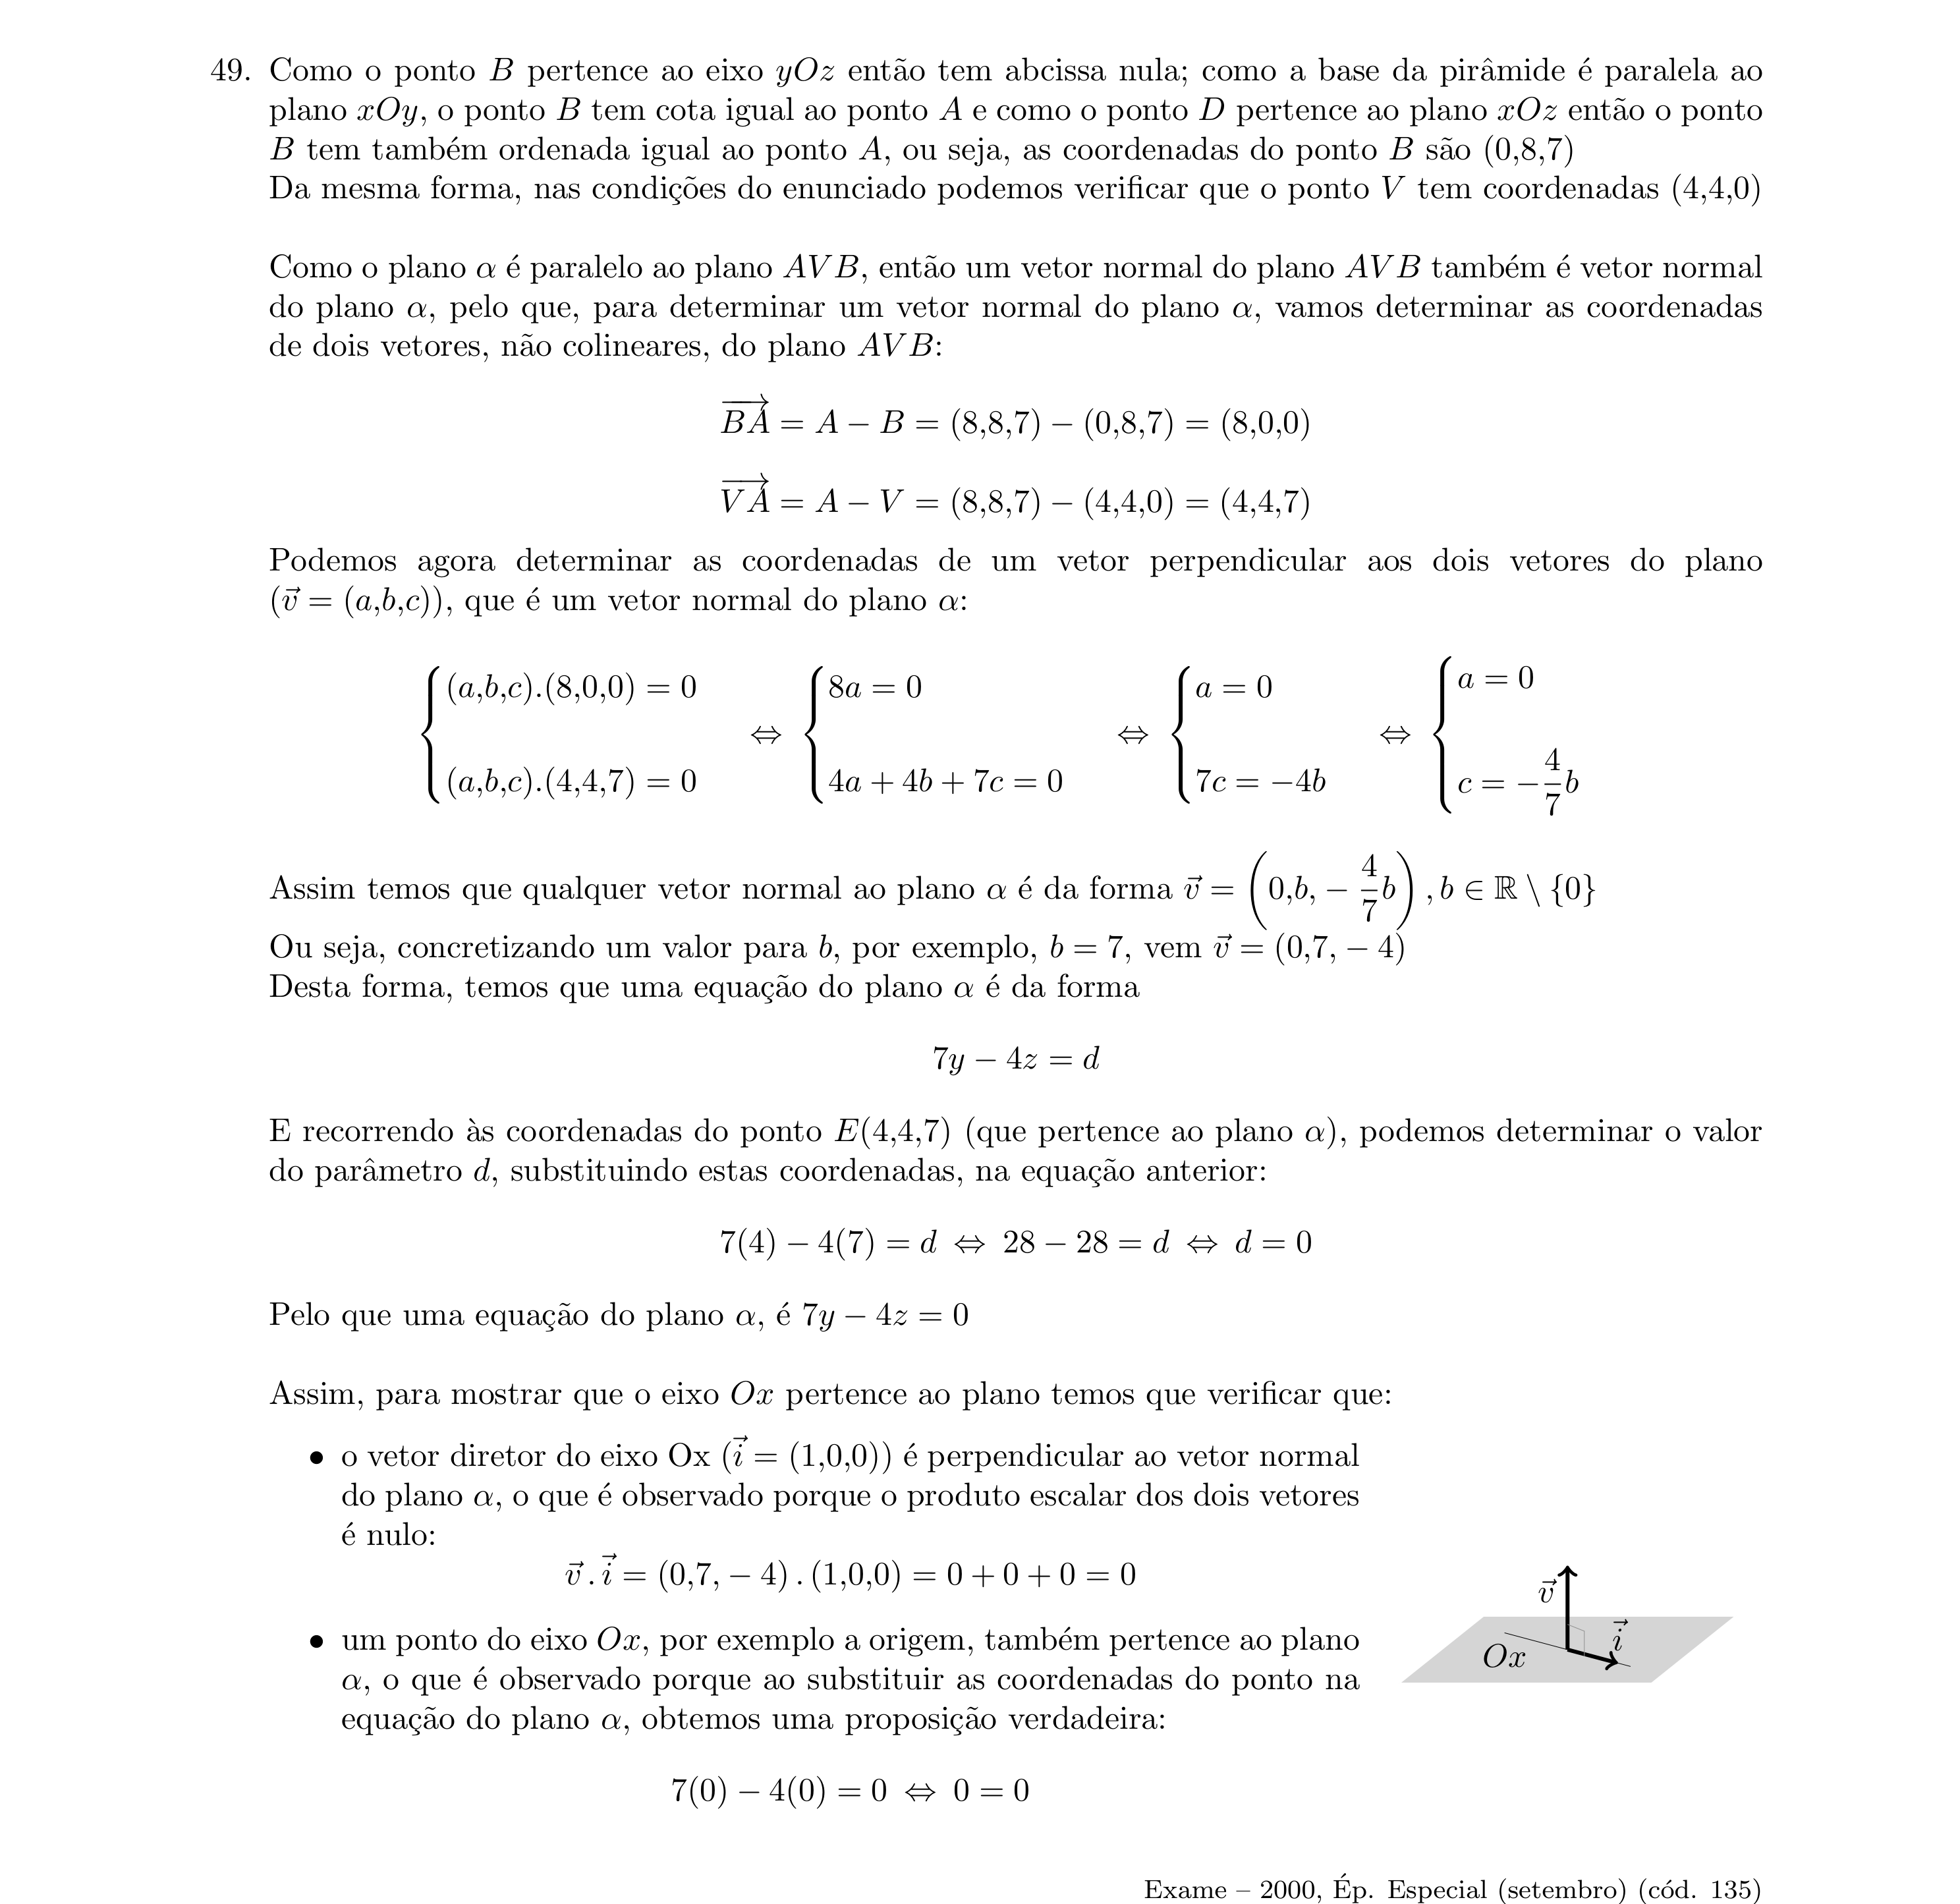 49. Como o ponto B pertence ao eixo yOz então tem abcissa nula; como a base da pirâmide é paralela ao
plano xOy, o ponto B tem cota igual ao ponto A e como o ponto D pertence ao plano xOz então o ponto
B tem também ordenada igual ao ponto A, ou seja, as coordenadas do ponto B são (0,8,7)
Da mesma forma, nas condições do enunciado podemos verificar que o ponto V tem coordenadas (4,4,0)
Como o plano α é paralelo ao plano AVB, então um vetor normal do plano AVB também é vetor normal
do plano α, pelo que, para determinar um vetor normal do plano α, vamos determinar as coordenadas
de dois vetores, não colineares, do plano AVB:
$\overrightarrow{BA} = A - B = (8,8,7) - (0,8,7) = (8,0,0)$
$\overrightarrow{VA} = A - V = (8,8,7) - (4,4,0) = (4,4,7)$
Podemos agora determinar as coordenadas de um vetor perpendicular aos dois vetores do plano
($\vec{v} = (a,b,c)$), que é um vetor normal do plano α:
$\begin{cases} (a,b,c).(8,0,0) = 0 \\ (a,b,c).(4,4,7) = 0 \end{cases} \Leftrightarrow \begin{cases} 8a = 0 \\ 4a + 4b + 7c = 0 \end{cases} \Leftrightarrow \begin{cases} a = 0 \\ 7c = -4b \end{cases} \Leftrightarrow \begin{cases} a = 0 \\ c = -\frac{4}{7}b \end{cases}$
Assim temos que qualquer vetor normal ao plano α é da forma $\vec{v} = \left(0,b,-\frac{4}{7}b\right), b \in \mathbb{R} \setminus \{0\}$
Ou seja, concretizando um valor para b, por exemplo, b = 7, vem $\vec{v} = (0,7,-4)$
Desta forma, temos que uma equação do plano α é da forma
7y − 4z = d
E recorrendo às coordenadas do ponto E(4,4,7) (que pertence ao plano α), podemos determinar o valor
do parâmetro d, substituindo estas coordenadas, na equação anterior:
7(4) − 4(7) = d ⇔ 28 − 28 = d ⇔ d = 0
Pelo que uma equação do plano α, é 7y − 4z = 0
Assim, para mostrar que o eixo Ox pertence ao plano temos que verificar que:
• o vetor diretor do eixo Ox ($\vec{i} = (1,0,0)$) é perpendicular ao vetor normal
do plano α, o que é observado porque o produto escalar dos dois vetores
é nulo:
$\vec{v}.\vec{i} = (0,7,-4).(1,0,0) = 0 + 0 + 0 = 0$
• um ponto do eixo Ox, por exemplo a origem, também pertence ao plano
α, o que é observado porque ao substituir as coordenadas do ponto na
equação do plano α, obtemos uma proposição verdadeira:
7(0) − 4(0) = 0 ⇔ 0 = 0
$\vec{v}$
$\vec{i}$
Ox
Exame – 2000, Ép. Especial (setembro) (cód. 135)